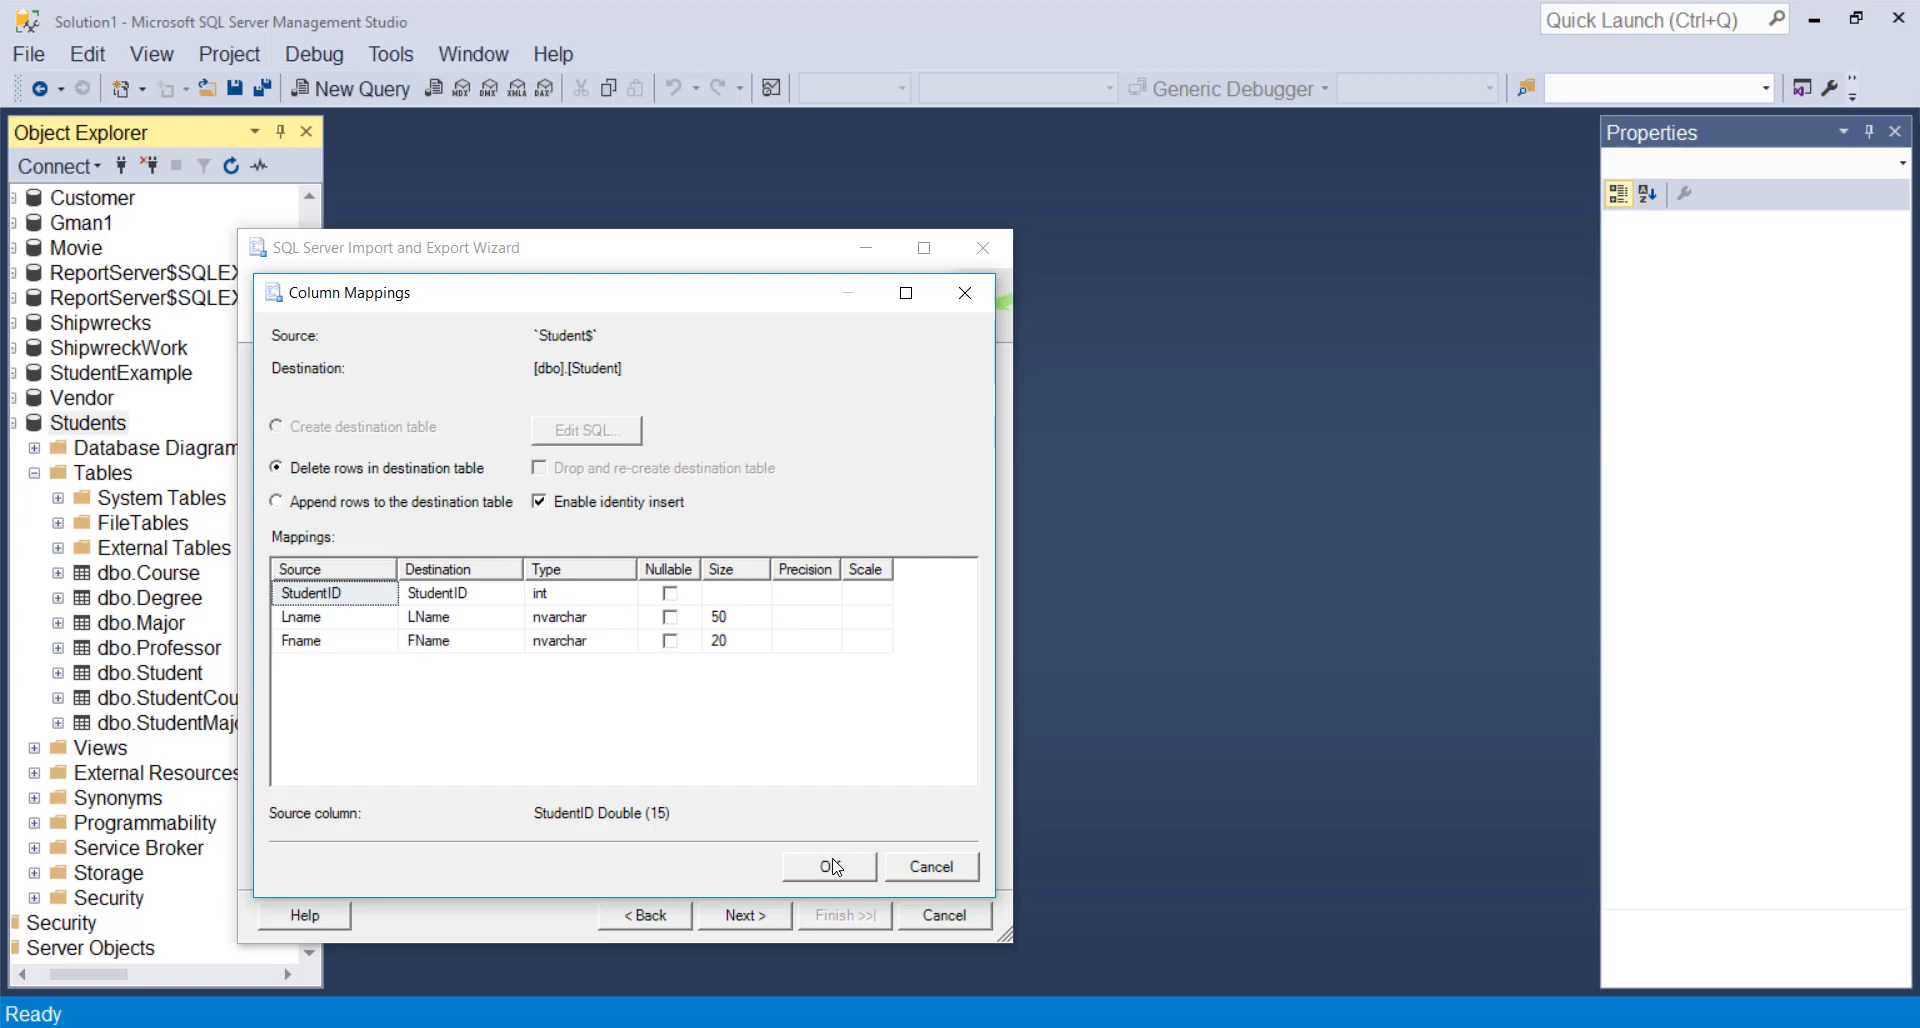 Solution1 - Microsoft SQL Server Management Studio
Quick Launch (Ctrl+Q)
File Edit View Project Debug Tools Window Help
New Query
MDX DMX XMLA DAX
Generic Debugger
Object Explorer
Connect
Customer
Gman1
Movie
ReportServer$SQLEX
ReportServer$SQLEX
Shipwrecks
ShipwreckWork
StudentExample
Vendor
Students
Database Diagram
Tables
System Tables
FileTables
External Tables
dbo.Course
dbo.Degree
dbo.Major
dbo.Professor
dbo.Student
dbo.StudentCou
dbo.StudentMajo
Views
External Resources
Synonyms
Programmability
Service Broker
Storage
Security
Security
Server Objects
SQL Server Import and Export Wizard
Column Mappings
Source: `Student$`
Destination: [dbo].[Student]
Create destination table Edit SQL...
Delete rows in destination table Drop and re-create destination table
Append rows to the destination table Enable identity insert
Mappings:
Source Destination Type Nullable Size Precision Scale
StudentID StudentID int
Lname LName nvarchar 50
Fname FName nvarchar 20
Source column: StudentID Double (15)
OK Cancel
Help < Back Next > Finish >>| Cancel
Properties
Ready